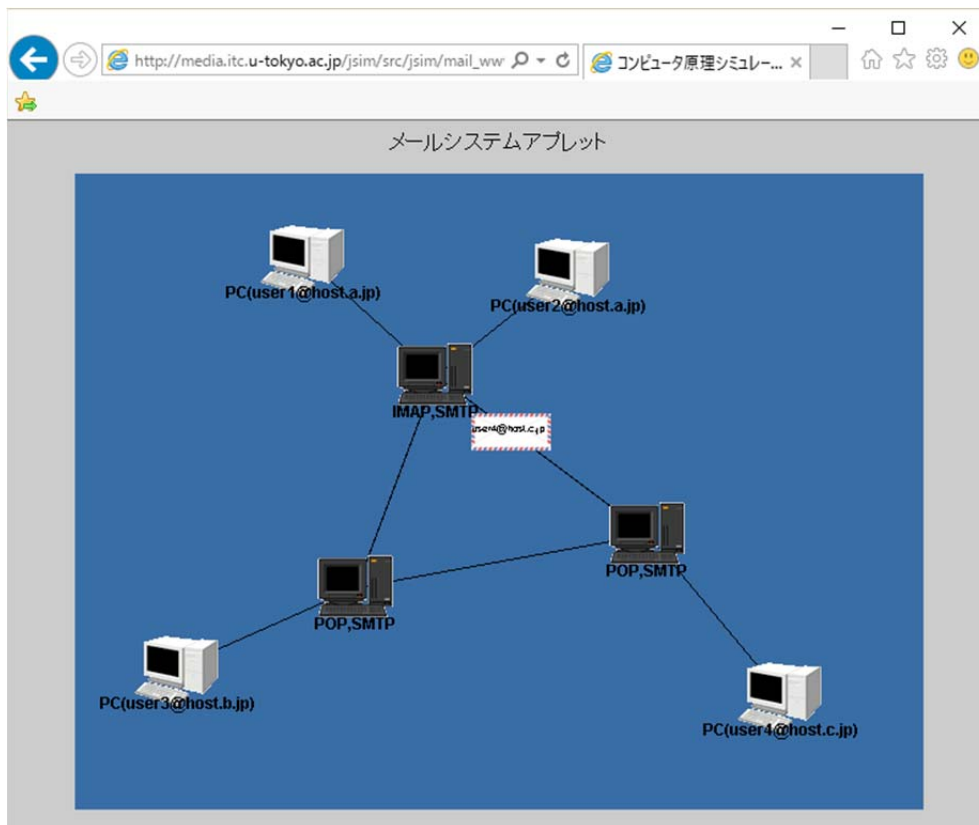 http://media.itc.u-tokyo.ac.jp/jsim/src/jsim/mail_ww
コンピュータ原理シミュレー...
メールシステムアプレット
PC(user1@host.a.jp)
PC(user2@host.a.jp)
IMAP,SMTP
user4@host.c.jp
POP,SMTP
POP,SMTP
PC(user3@host.b.jp)
PC(user4@host.c.jp)